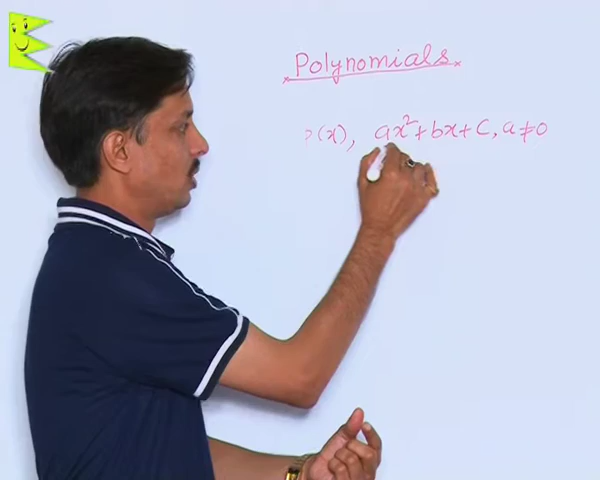 Polynomials
(x), ax²+bx+C, a≠0